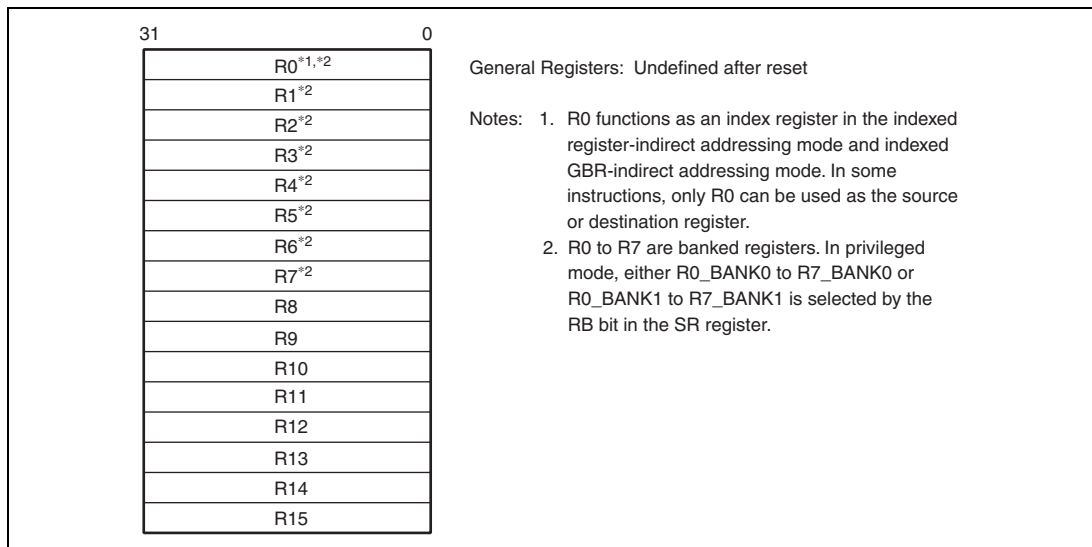 31 0
R0*1,*2
R1*2
R2*2
R3*2
R4*2
R5*2
R6*2
R7*2
R8
R9
R10
R11
R12
R13
R14
R15
General Registers: Undefined after reset
Notes: 1. R0 functions as an index register in the indexed
register-indirect addressing mode and indexed
GBR-indirect addressing mode. In some
instructions, only R0 can be used as the source
or destination register.
2. R0 to R7 are banked registers. In privileged
mode, either R0_BANK0 to R7_BANK0 or
R0_BANK1 to R7_BANK1 is selected by the
RB bit in the SR register.